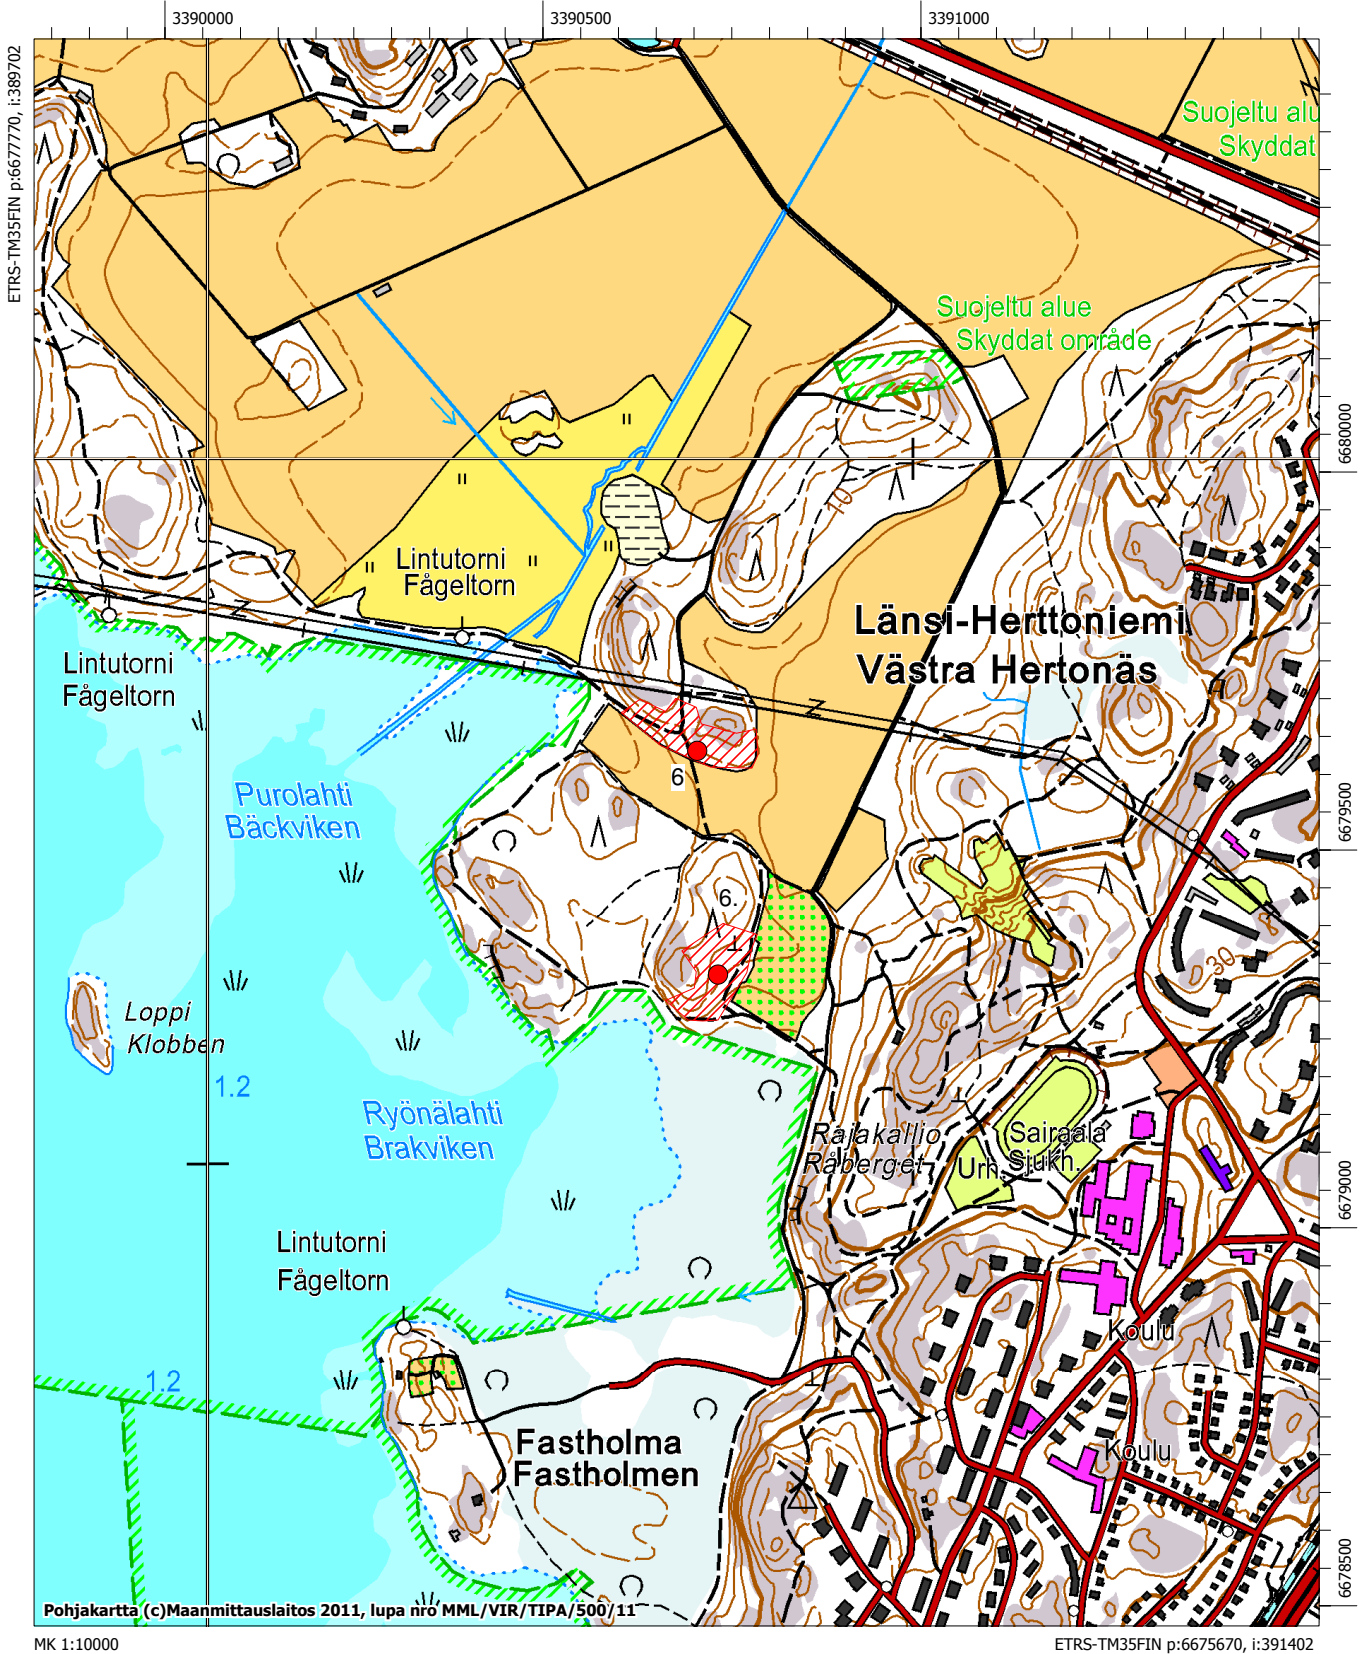 3390000
3390500
3391000
ETRS-TM35FIN p:6677770, i:389702
Suojeltu alu
Skyddat
Suojeltu alue
Skyddat område
6680000
10
Lintutorni
Fågeltorn
Länsi-Herttoniemi
Västra Hertonäs
Lintutorni
Fågeltorn
6
Purolahti
Bäckviken
6679500
6.
30
Loppi
Klobben
1.2
Ryönälahti
Brakviken
Rajakallio
Råberget
Sairaala
Sjukh.
Urh.
6679000
Lintutorni
Fågeltorn
Koulu
1.2
Fastholma
Fastholmen
Koulu
6678500
Pohjakartta (c)Maanmittauslaitos 2011, lupa nro MML/VIR/TIPA/500/11
MK 1:10000
ETRS-TM35FIN p:6675670, i:391402